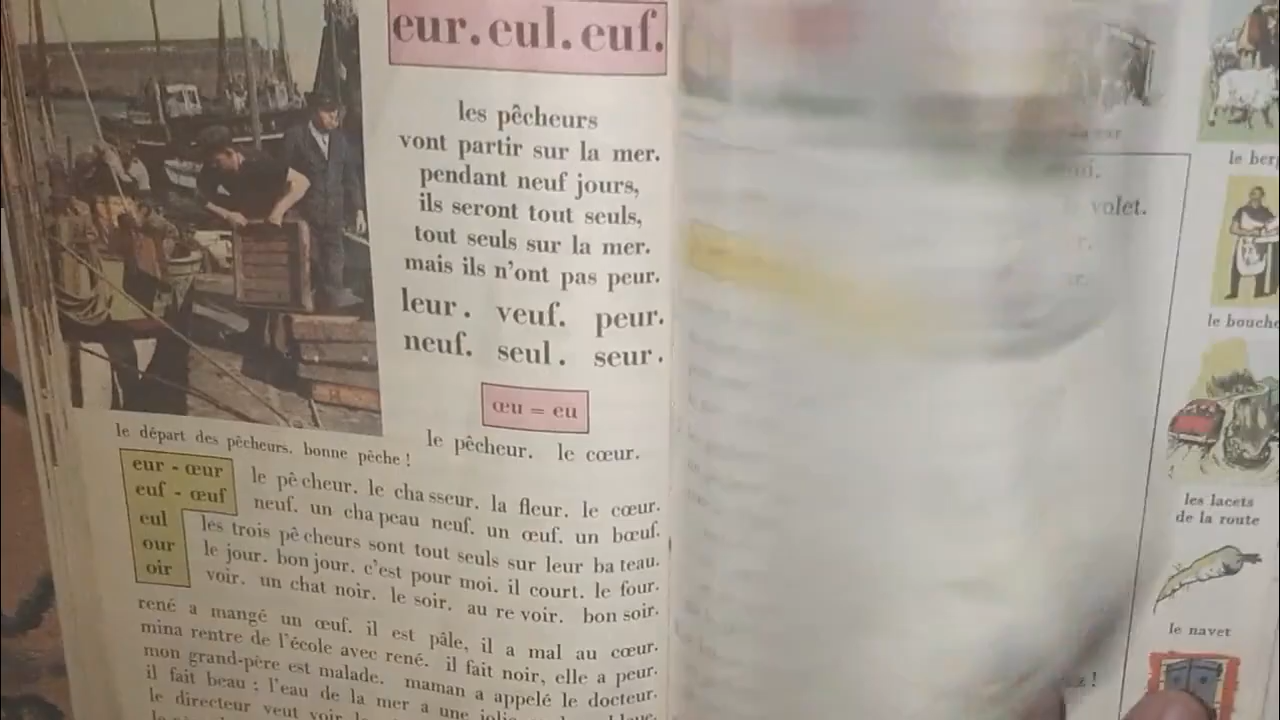 eur. eul. euf.
les pêcheurs
vont partir sur la mer.
pendant neuf jours,
ils seront tout seuls,
tout seuls sur la mer.
mais ils n'ont pas peur.
leur. veuf. peur.
neuf. seul. seur.
œu = eu
le pêcheur. le cœur.
le départ des pêcheurs. bonne pêche !
eur - œur
euf - œuf
eul
our
oir
le pê cheur. le cha sseur. la fleur. le cœur.
neuf. un cha peau neuf. un œuf. un bœuf.
les trois pê cheurs sont tout seuls sur leur ba teau.
le jour. bon jour. c'est pour moi. il court. le four.
voir. un chat noir. le soir. au re voir. bon soir.
rené a mangé un œuf. il est pâle, il a mal au cœur.
mina rentre de l'école avec rené. il fait noir, elle a peur.
mon grand-père est malade. maman a appelé le docteur.
il fait beau ; l'eau de la mer a une
le directeur veut voir
volet.
le
le
les lacets
de la route
le navet